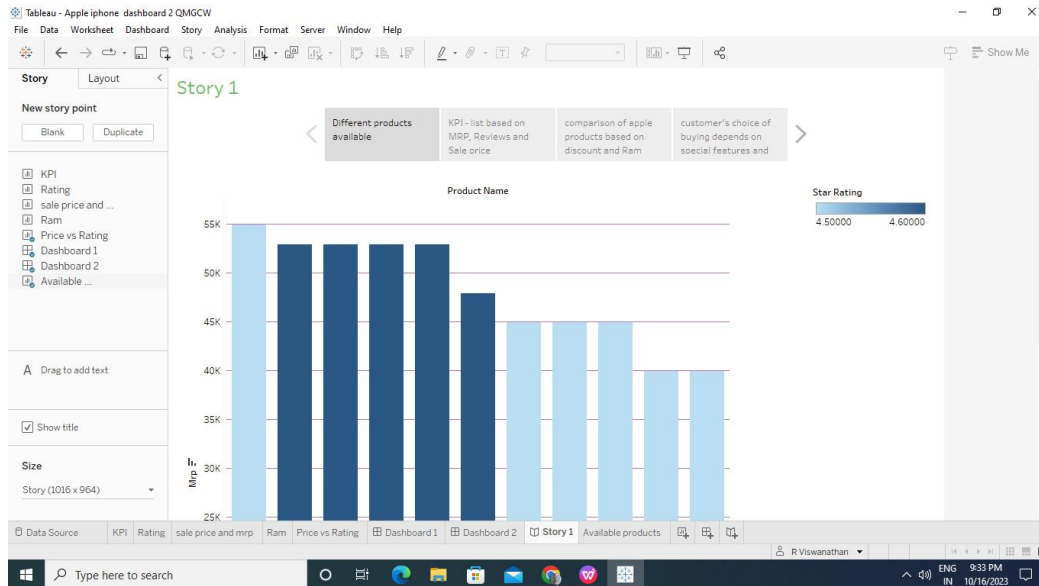 Tableau - Apple iphone dashboard 2 QMGCW
File Data Worksheet Dashboard Story Analysis Format Server Window Help
Show Me
Story Layout
Story 1
New story point
Blank Duplicate
Different products
available
KPI - list based on
MRP, Reviews and
Sale price
comparison of apple
products based on
discount and Ram
customer's choice of
buying depends on
special features and
KPI
Rating
sale price and ...
Ram
Price vs Rating
Dashboard 1
Dashboard 2
Available ...
Product Name
Star Rating
4.50000 4.60000
55K
50K
45K
40K
35K
30K
25K
Mrp
A Drag to add text
Show title
Size
Story (1016 x 964)
Data Source KPI Rating sale price and mrp Ram Price vs Rating Dashboard 1 Dashboard 2 Story 1 Available products
R Viswanathan
Type here to search
ENG 9:33 PM
IN 10/16/2023